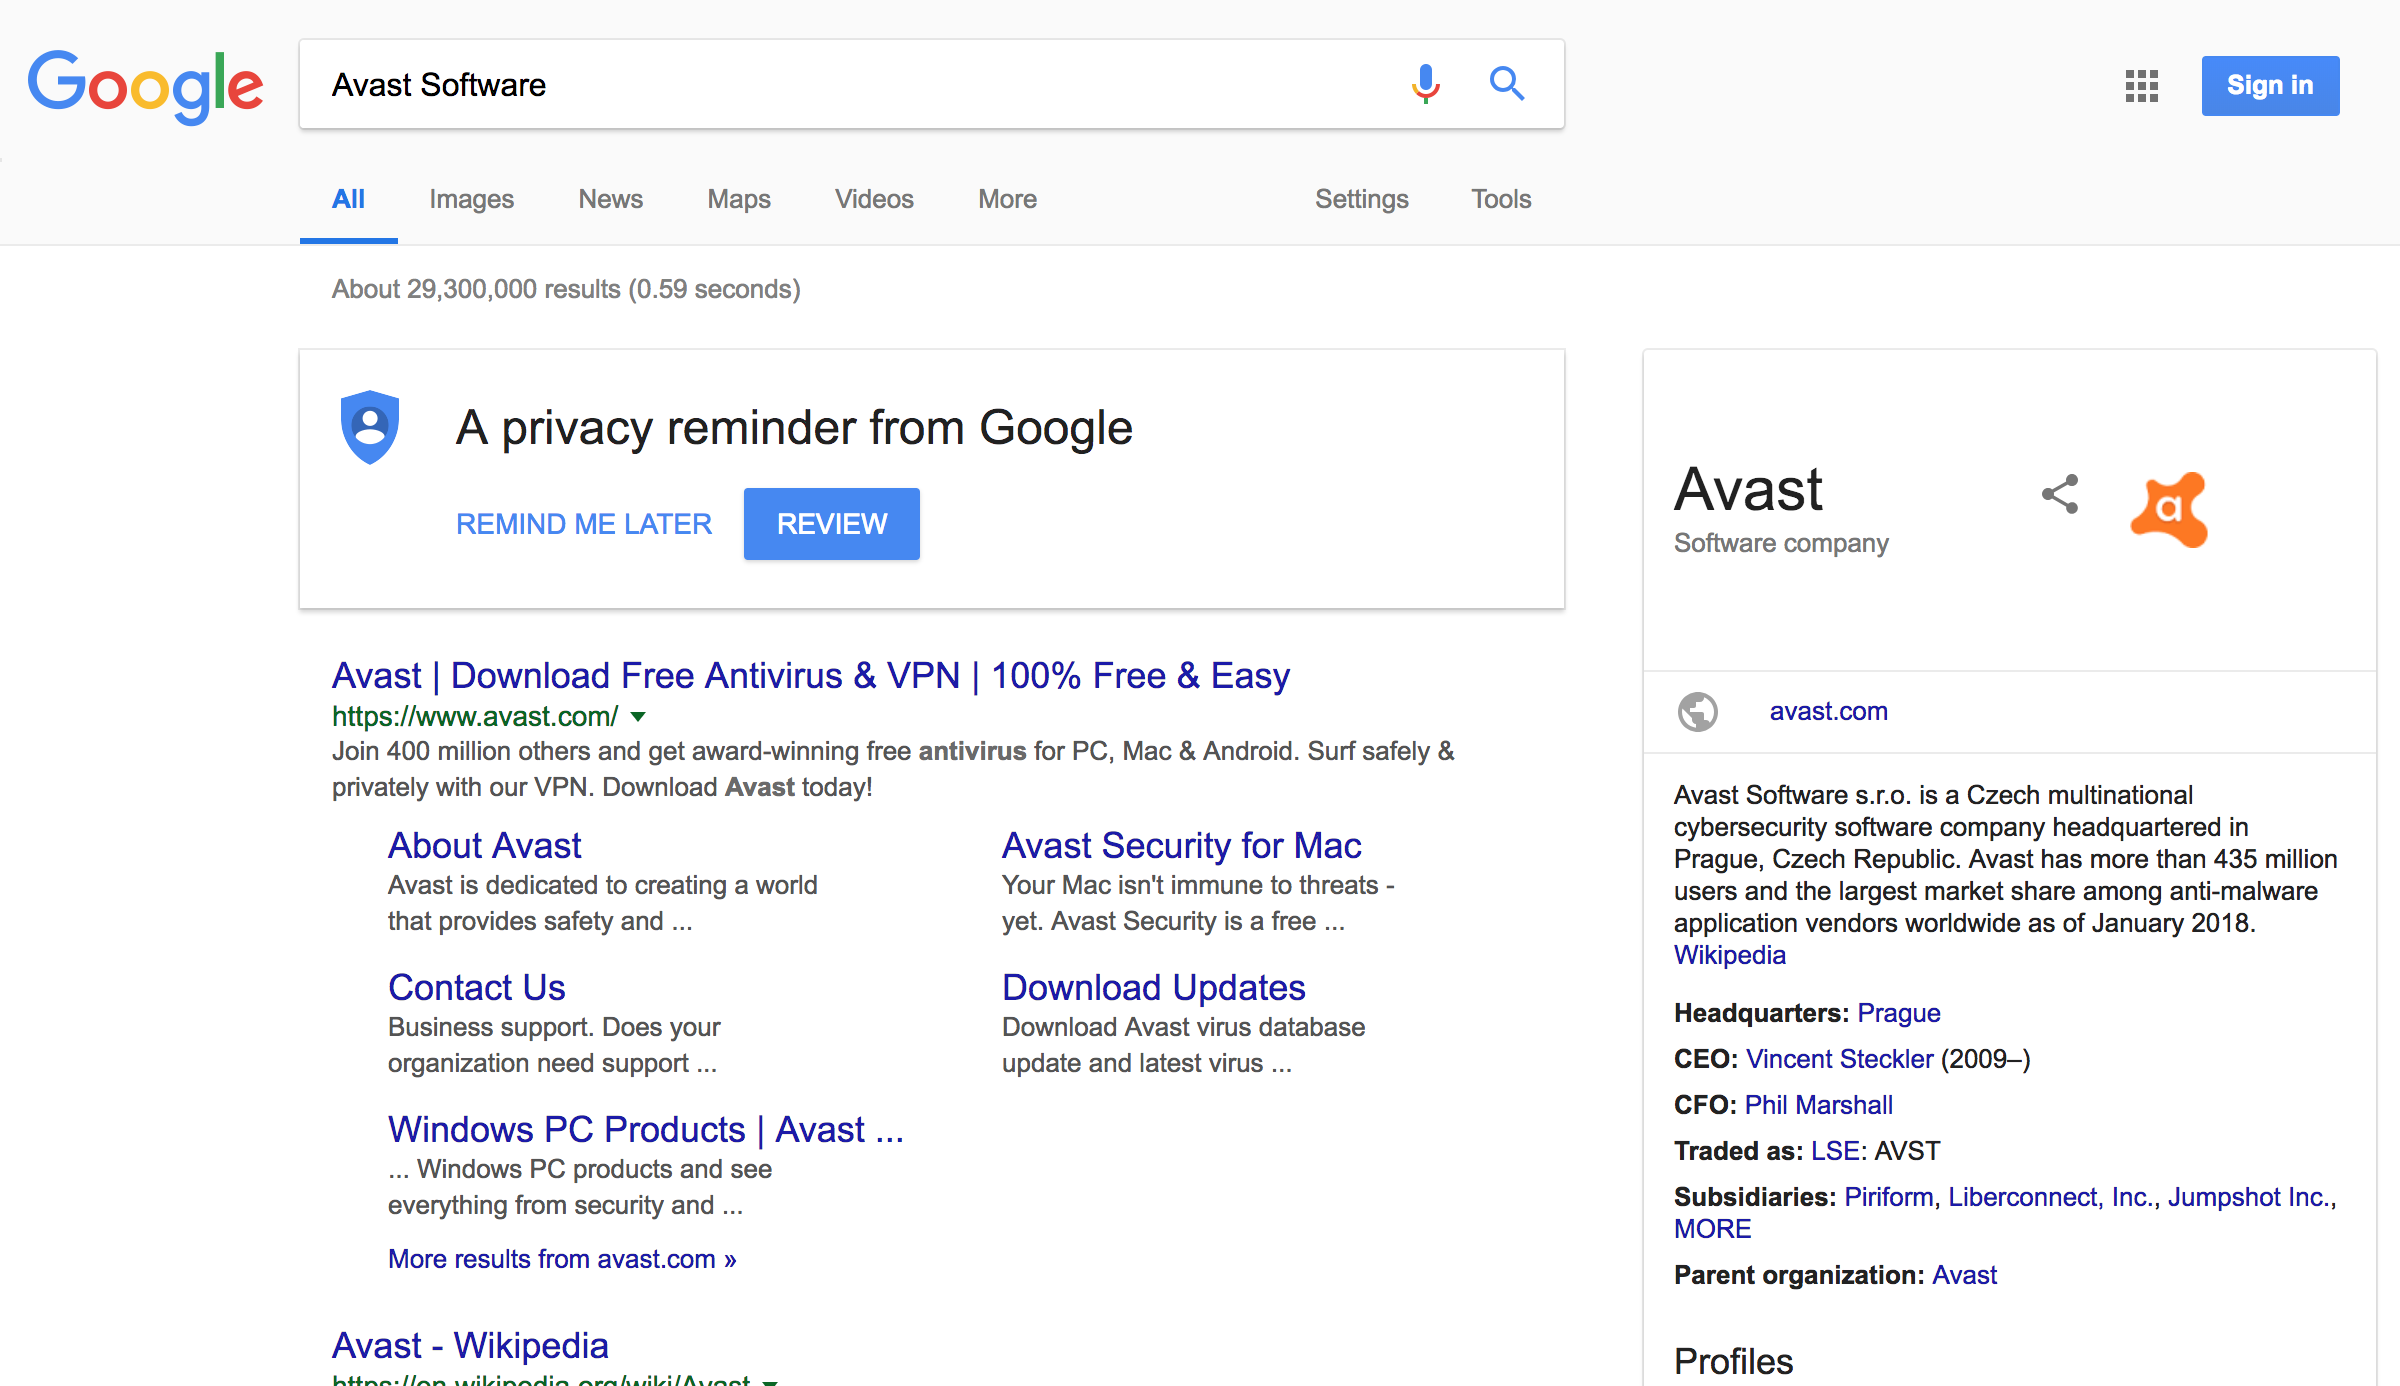 Google
Avast Software
Sign in
All Images News Maps Videos More Settings Tools
About 29,300,000 results (0.59 seconds)
A privacy reminder from Google
REMIND ME LATER REVIEW
Avast | Download Free Antivirus & VPN | 100% Free & Easy
https://www.avast.com/
Join 400 million others and get award-winning free antivirus for PC, Mac & Android. Surf safely &
privately with our VPN. Download Avast today!
About Avast
Avast is dedicated to creating a world
that provides safety and ...
Avast Security for Mac
Your Mac isn't immune to threats -
yet. Avast Security is a free ...
Contact Us
Business support. Does your
organization need support ...
Download Updates
Download Avast virus database
update and latest virus ...
Windows PC Products | Avast ...
... Windows PC products and see
everything from security and ...
More results from avast.com »
Avast - Wikipedia
https://en.wikipedia.org/wiki/Avast
Avast
Software company
a
avast.com
Avast Software s.r.o. is a Czech multinational
cybersecurity software company headquartered in
Prague, Czech Republic. Avast has more than 435 million
users and the largest market share among anti-malware
application vendors worldwide as of January 2018.
Wikipedia
Headquarters: Prague
CEO: Vincent Steckler (2009–)
CFO: Phil Marshall
Traded as: LSE: AVST
Subsidiaries: Piriform, Liberconnect, Inc., Jumpshot Inc.,
MORE
Parent organization: Avast
Profiles